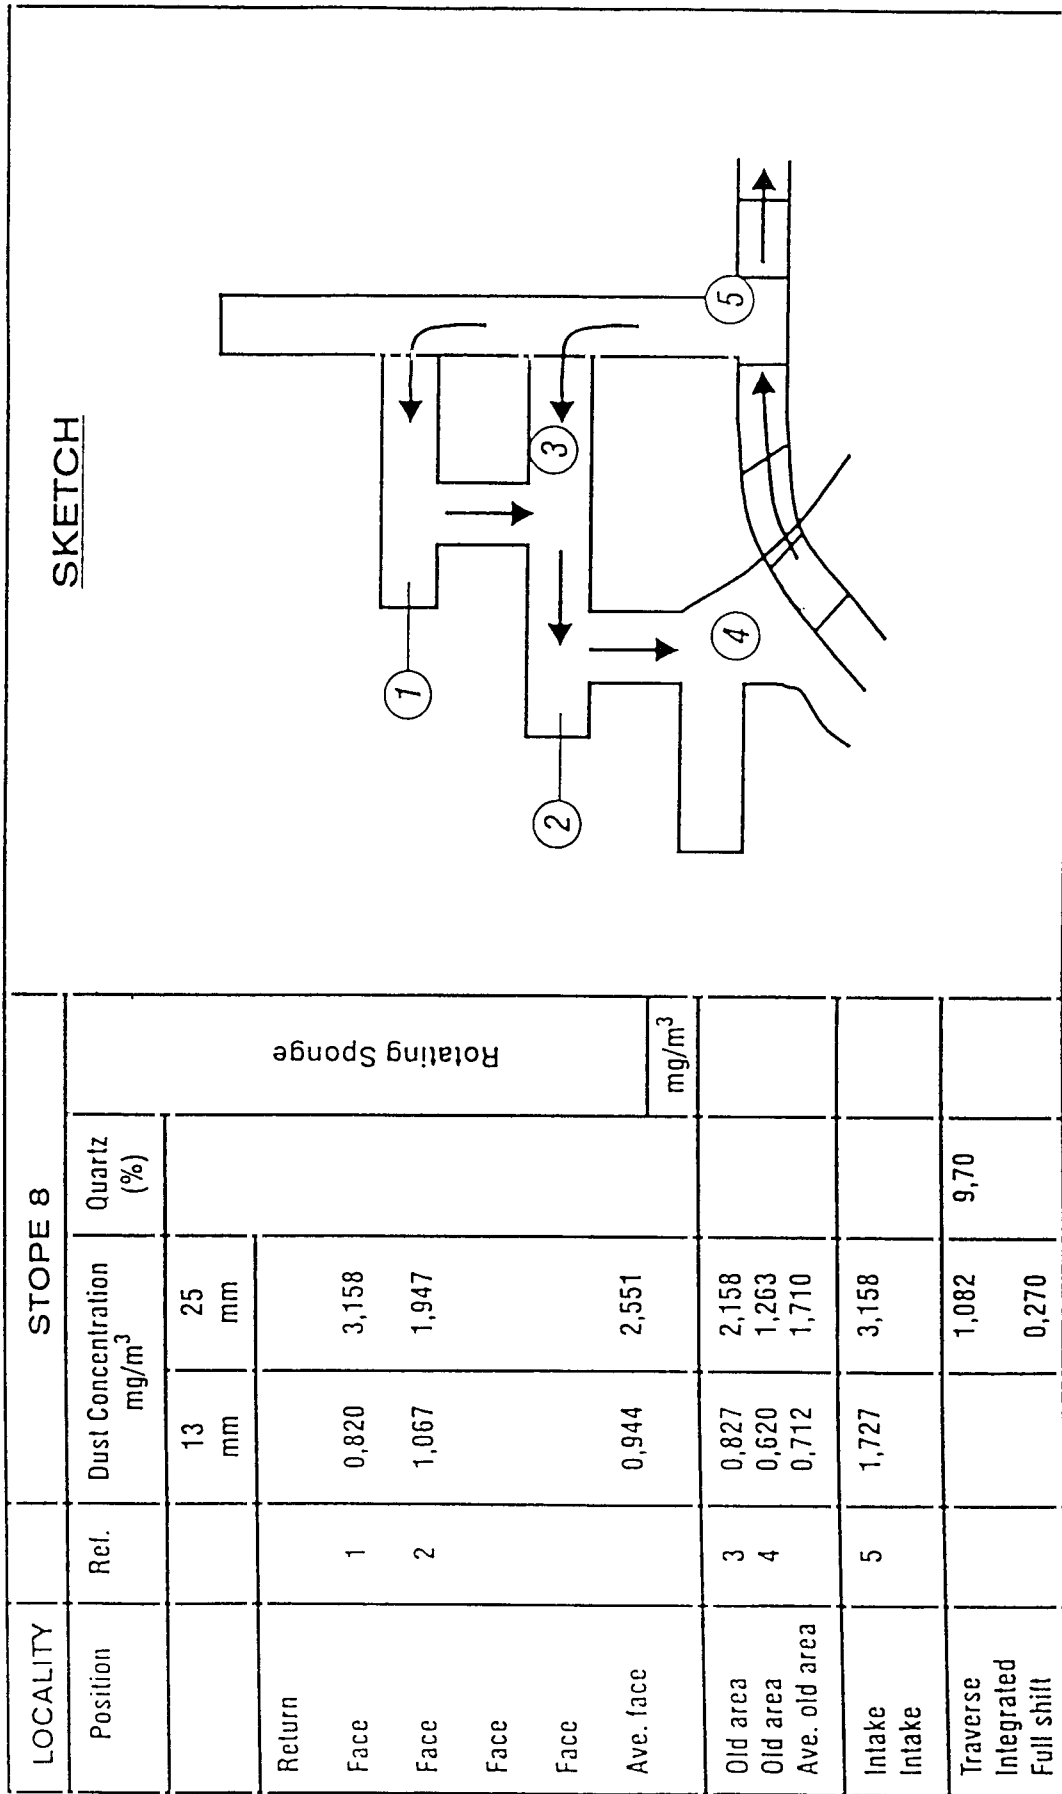 LOCALITY STOPE 8
Position Ref. Dust Concentration mg/m³ Quartz (%) Rotating Sponge
13 mm 25 mm
Return
Face 1 0,820 3,158
Face 2 1,067 1,947
Face
Face
Ave. face 0,944 2,551 mg/m³
Old area 3 0,827 2,158
Old area 4 0,620 1,263
Ave. old area 0,712 1,710
Intake 5 1,727 3,158
Intake
Traverse 1,082 9,70
Integrated
Full shift 0,270
SKETCH
1
2
3
4
5